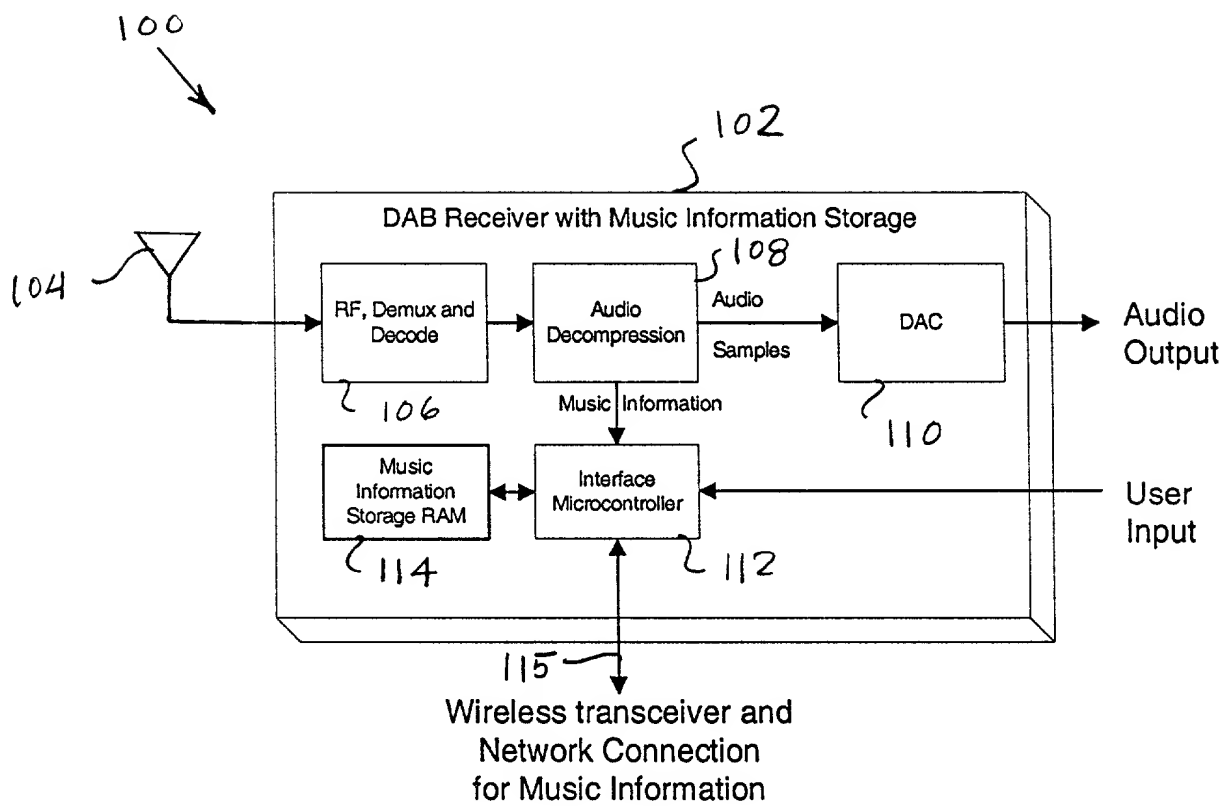 100
102
DAB Receiver with Music Information Storage
104
108
RF, Demux and
Decode
Audio
Decompression
Audio
Samples
DAC
Audio
Output
106
Music Information
110
Music
Information
Storage RAM
Interface
Microcontroller
User
Input
114
112
115
Wireless transceiver and
Network Connection
for Music Information